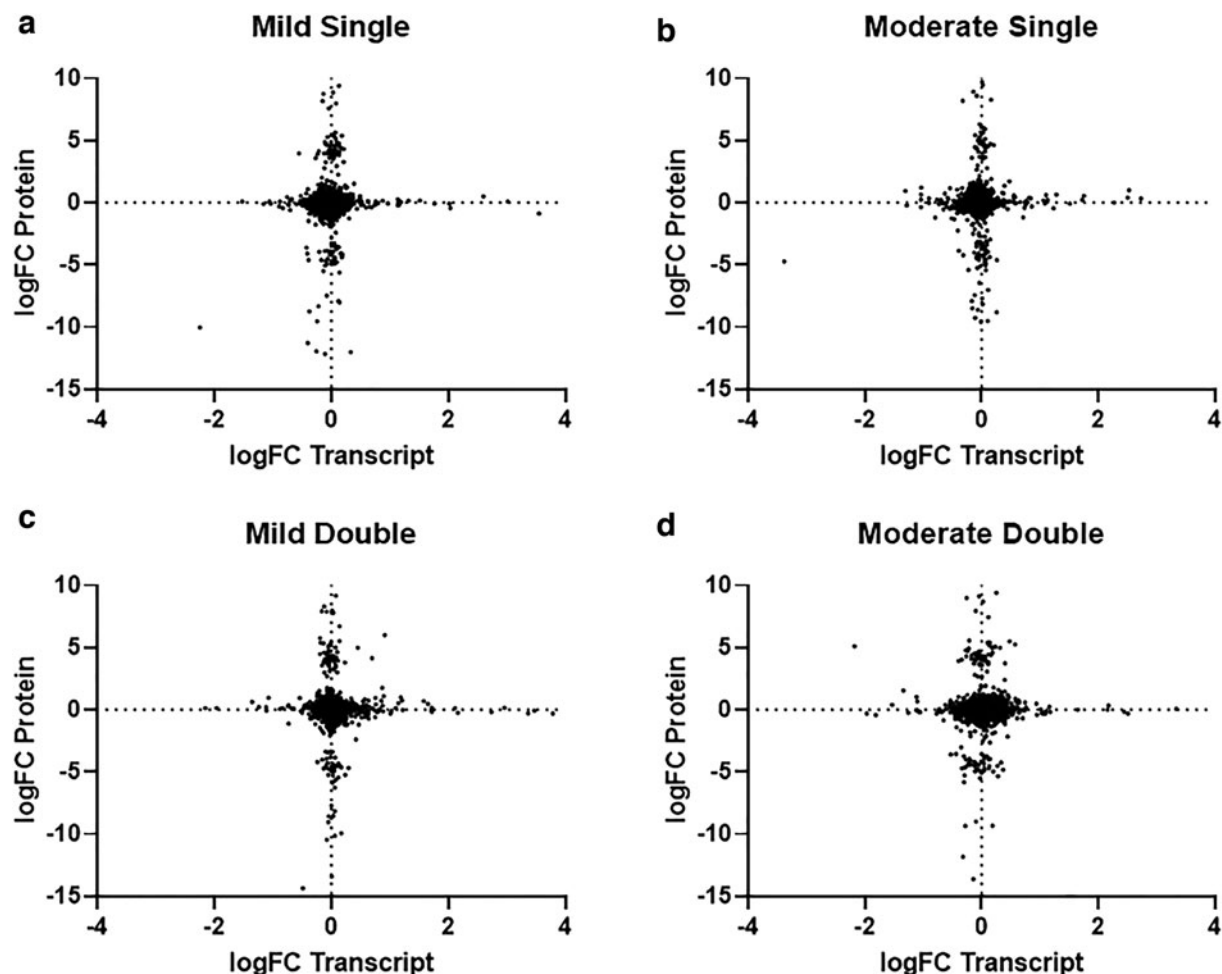 a
Mild Single
10
5
0
-5
-10
-15
logFC Protein
-4
-2
0
2
4
logFC Transcript
b
Moderate Single
10
5
0
-5
-10
-15
logFC Protein
-4
-2
0
2
4
logFC Transcript
c
Mild Double
10
5
0
-5
-10
-15
logFC Protein
-4
-2
0
2
4
logFC Transcript
d
Moderate Double
10
5
0
-5
-10
-15
logFC Protein
-4
-2
0
2
4
logFC Transcript